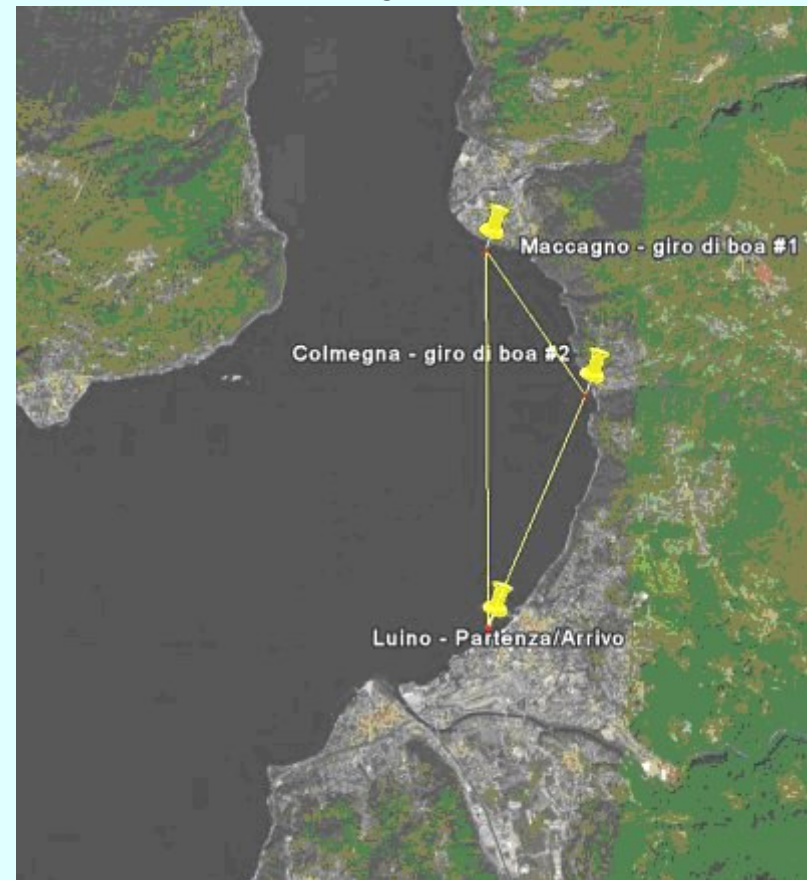 Maccagno - giro di boa #1
Colmegna - giro di boa #2
Luino - Partenza/Arrivo